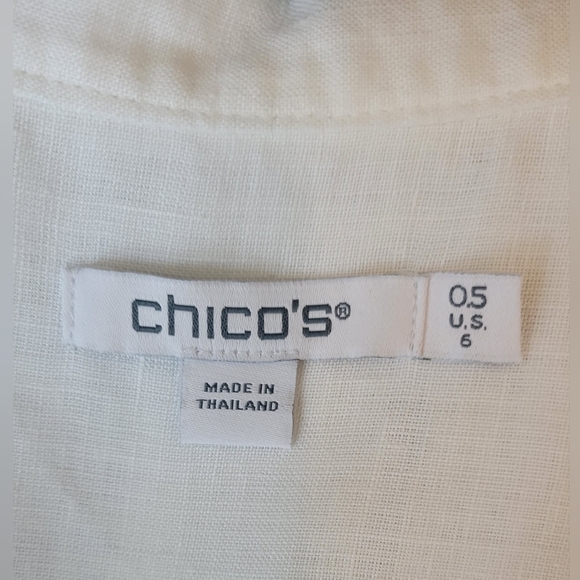 chico's®
0.5
U.S.
6
MADE IN
THAILAND